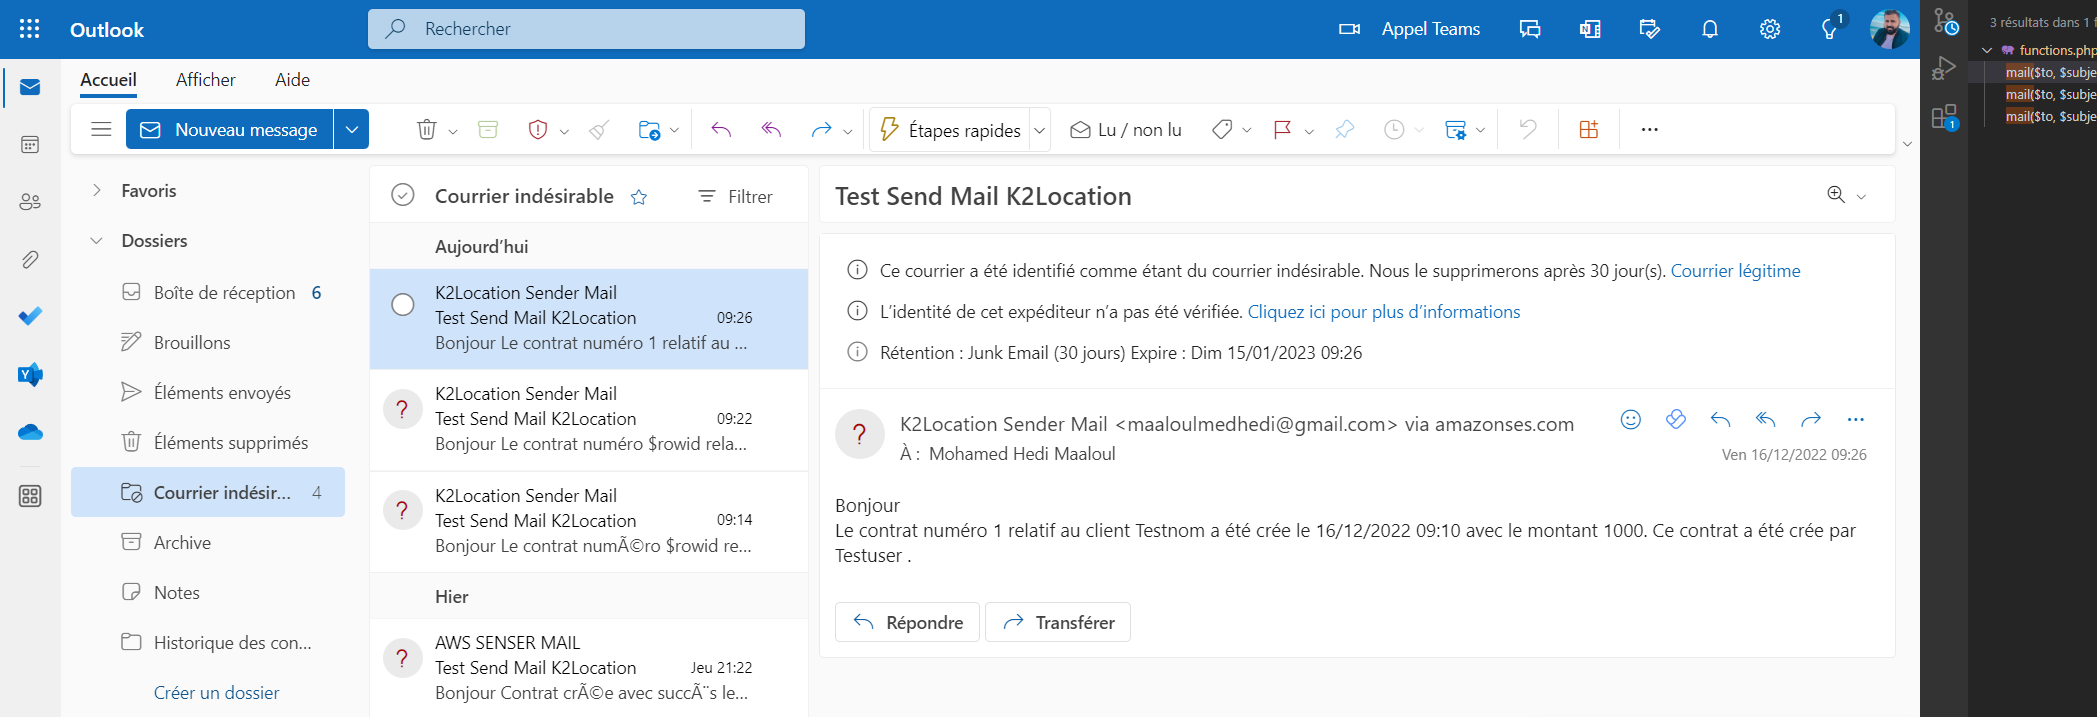 Outlook
Rechercher
Appel Teams
1
Accueil
Afficher
Aide
Nouveau message
Étapes rapides
Lu / non lu
Favoris
Dossiers
Boîte de réception 6
Brouillons
Éléments envoyés
Éléments supprimés
Courrier indésir... 4
Archive
Notes
Historique des con...
Créer un dossier
Courrier indésirable
Filtrer
Aujourd’hui
K2Location Sender Mail
Test Send Mail K2Location 09:26
Bonjour Le contrat numéro 1 relatif au ...
?
K2Location Sender Mail
Test Send Mail K2Location 09:22
Bonjour Le contrat numéro $rowid rela...
?
K2Location Sender Mail
Test Send Mail K2Location 09:14
Bonjour Le contrat numÃ©ro $rowid re...
Hier
?
AWS SENSER MAIL
Test Send Mail K2Location Jeu 21:22
Bonjour Contrat crÃ©e avec succÃ¨s le...
Test Send Mail K2Location
Ce courrier a été identifié comme étant du courrier indésirable. Nous le supprimerons après 30 jour(s). Courrier légitime
L’identité de cet expéditeur n’a pas été vérifiée. Cliquez ici pour plus d’informations
Rétention : Junk Email (30 jours) Expire : Dim 15/01/2023 09:26
?
K2Location Sender Mail <maaloulmedhedi@gmail.com> via amazonses.com
À : Mohamed Hedi Maaloul
Ven 16/12/2022 09:26
Bonjour
Le contrat numéro 1 relatif au client Testnom a été crée le 16/12/2022 09:10 avec le montant 1000. Ce contrat a été crée par
Testuser .
Répondre
Transférer
1
3 résultats dans 1 f
functions.php
mail($to, $subje
mail($to, $subje
mail($to, $subje